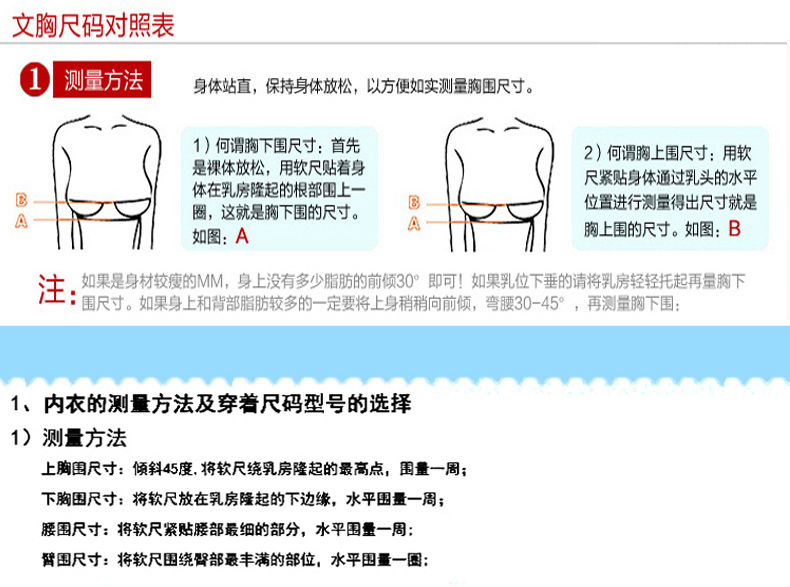 文胸尺码对照表
1 测量方法
身体站直，保持身体放松，以方便如实测量胸围尺寸。
1）何谓胸下围尺寸；首先
是裸体放松，用软尺贴着身
体在乳房隆起的根部围上一
圈，这就是胸下围的尺寸。
如图：A
B
A
2）何谓胸上围尺寸；用软
尺紧贴身体通过乳头的水平
位置进行测量得出尺寸就是
胸上围的尺寸。如图：B
B
A
注：如果是身材较瘦的MM，身上没有多少脂肪的前倾30°即可！如果乳位下垂的请将乳房轻轻托起再量胸下
围尺寸。如果身上和背部脂肪较多的一定要将上身稍稍向前倾，弯腰30-45°，再测量胸下围；
1、内衣的测量方法及穿着尺码型号的选择
1）测量方法
上胸围尺寸：倾斜45度,将软尺绕乳房隆起的最高点，围量一周；
下胸围尺寸：将软尺放在乳房隆起的下边缘，水平围量一周；
腰围尺寸：将软尺紧贴腰部最细的部分，水平围量一周；
臂围尺寸：将软尺围绕臀部最丰满的部位，水平围量一圈；